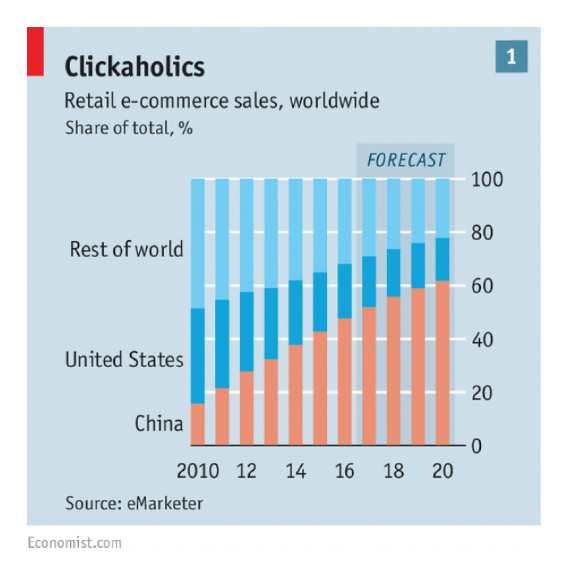 Clickaholics
1
Retail e-commerce sales, worldwide
Share of total, %
FORECAST
100
80
60
40
20
0
Rest of world
United States
China
2010 12 14 16 18 20
Source: eMarketer
Economist.com